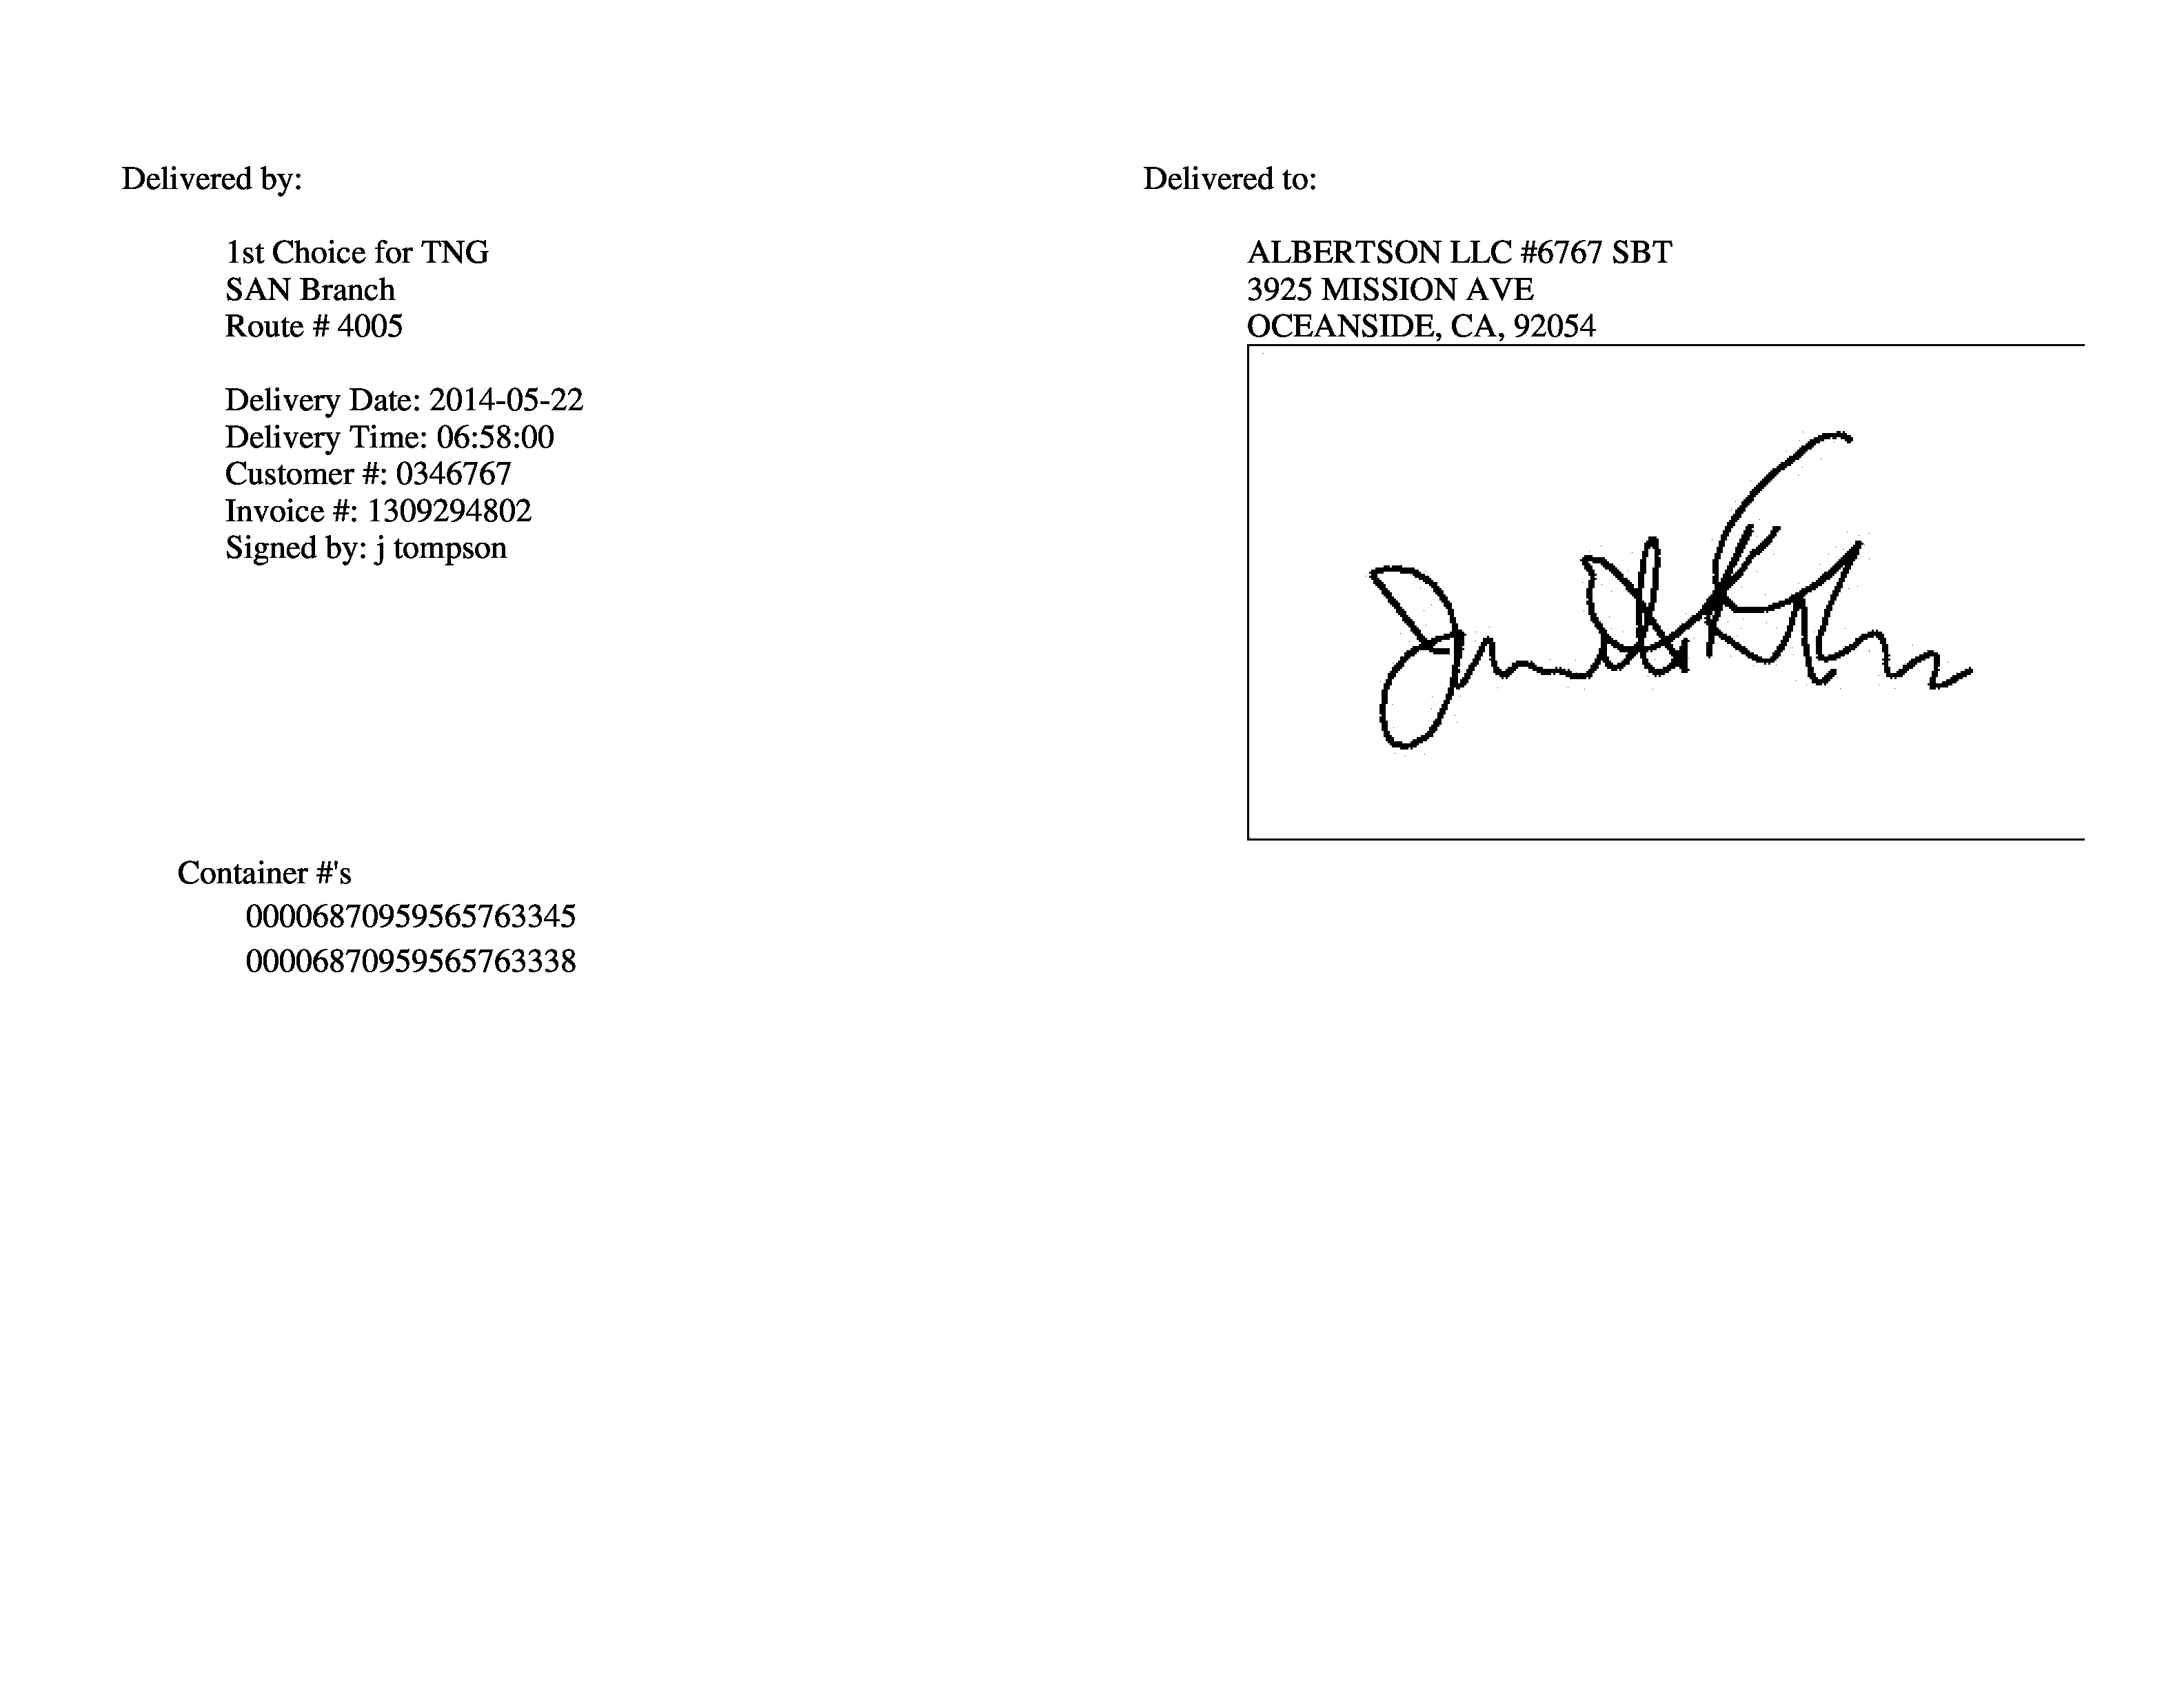 Delivered by:
1st Choice for TNG
SAN Branch
Route # 4005
Delivery Date: 2014-05-22
Delivery Time: 06:58:00
Customer #: 0346767
Invoice #: 1309294802
Signed by: j tompson
Delivered to:
ALBERTSON LLC #6767 SBT
3925 MISSION AVE
OCEANSIDE, CA, 92054
Container #'s
00006870959565763345
00006870959565763338